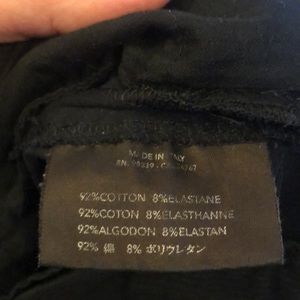 MADE IN ITALY
92%COTTON 8%ELASTANE
92%COTON 8%ELASTHANNE
92%ALGODON 8%ELASTAN
92% 綿 8% ポリウレタン